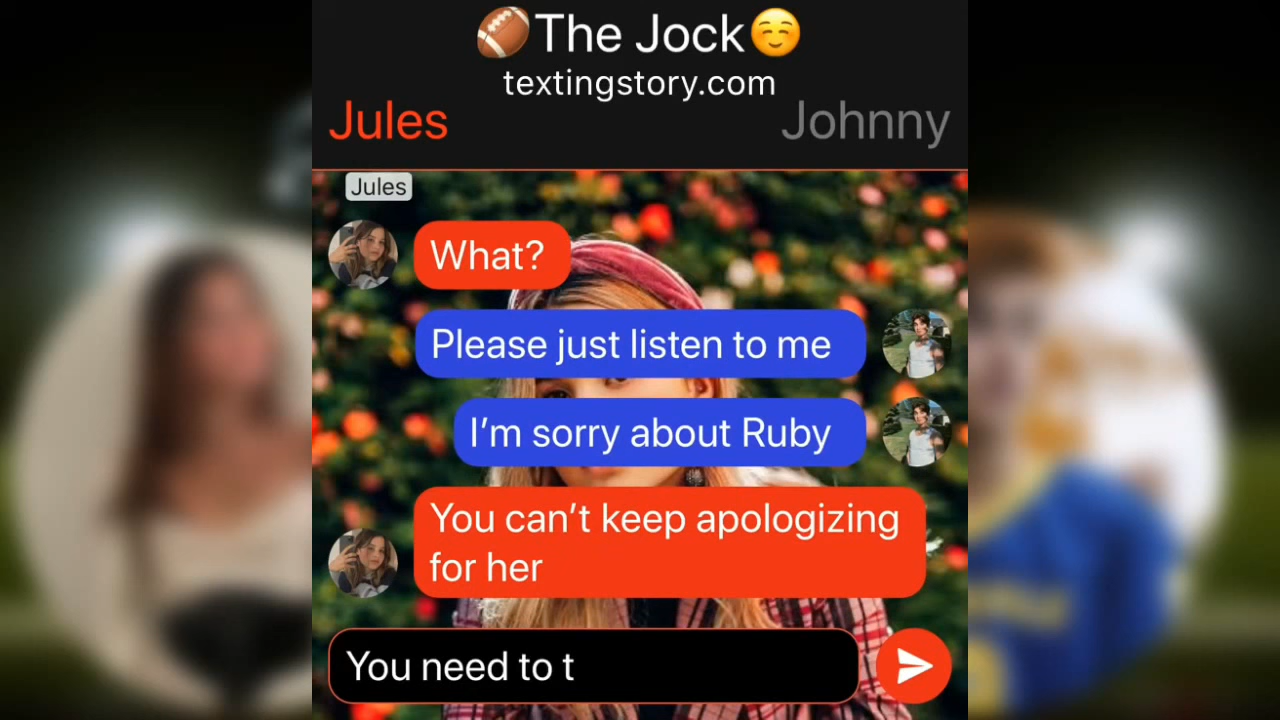 🏈The Jock☺️
textingstory.com
Jules
Johnny
Jules
What?
Please just listen to me
I’m sorry about Ruby
You can’t keep apologizing
for her
You need to t